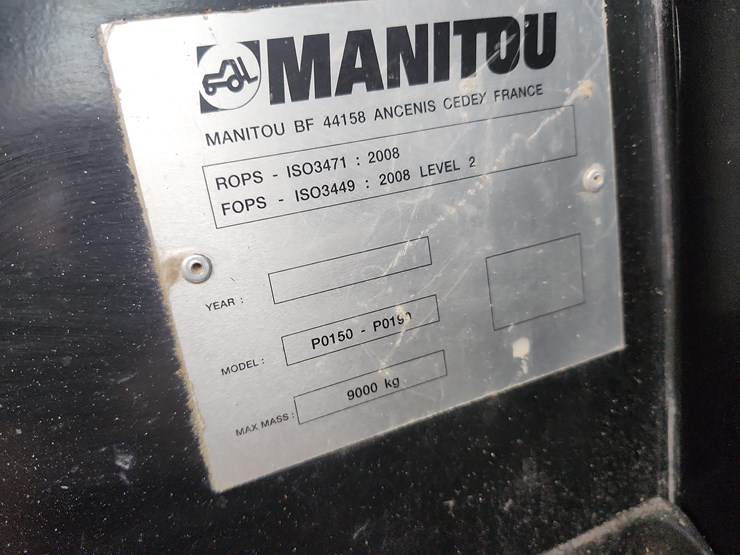 MANITOU
MANITOU BF 44158 ANCENIS CEDEY FRANCE
ROPS - ISO3471 : 2008
FOPS - ISO3449 : 2008 LEVEL 2
YEAR :
MODEL : P0150 - P0190
MAX MASS : 9000 kg